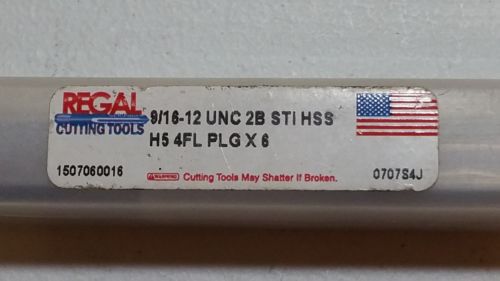 REGAL
CUTTING TOOLS
9/16-12 UNC 2B STI HSS
H5 4FL PLG X 6
1507060016
WARNING Cutting Tools May Shatter If Broken.
0707S4J